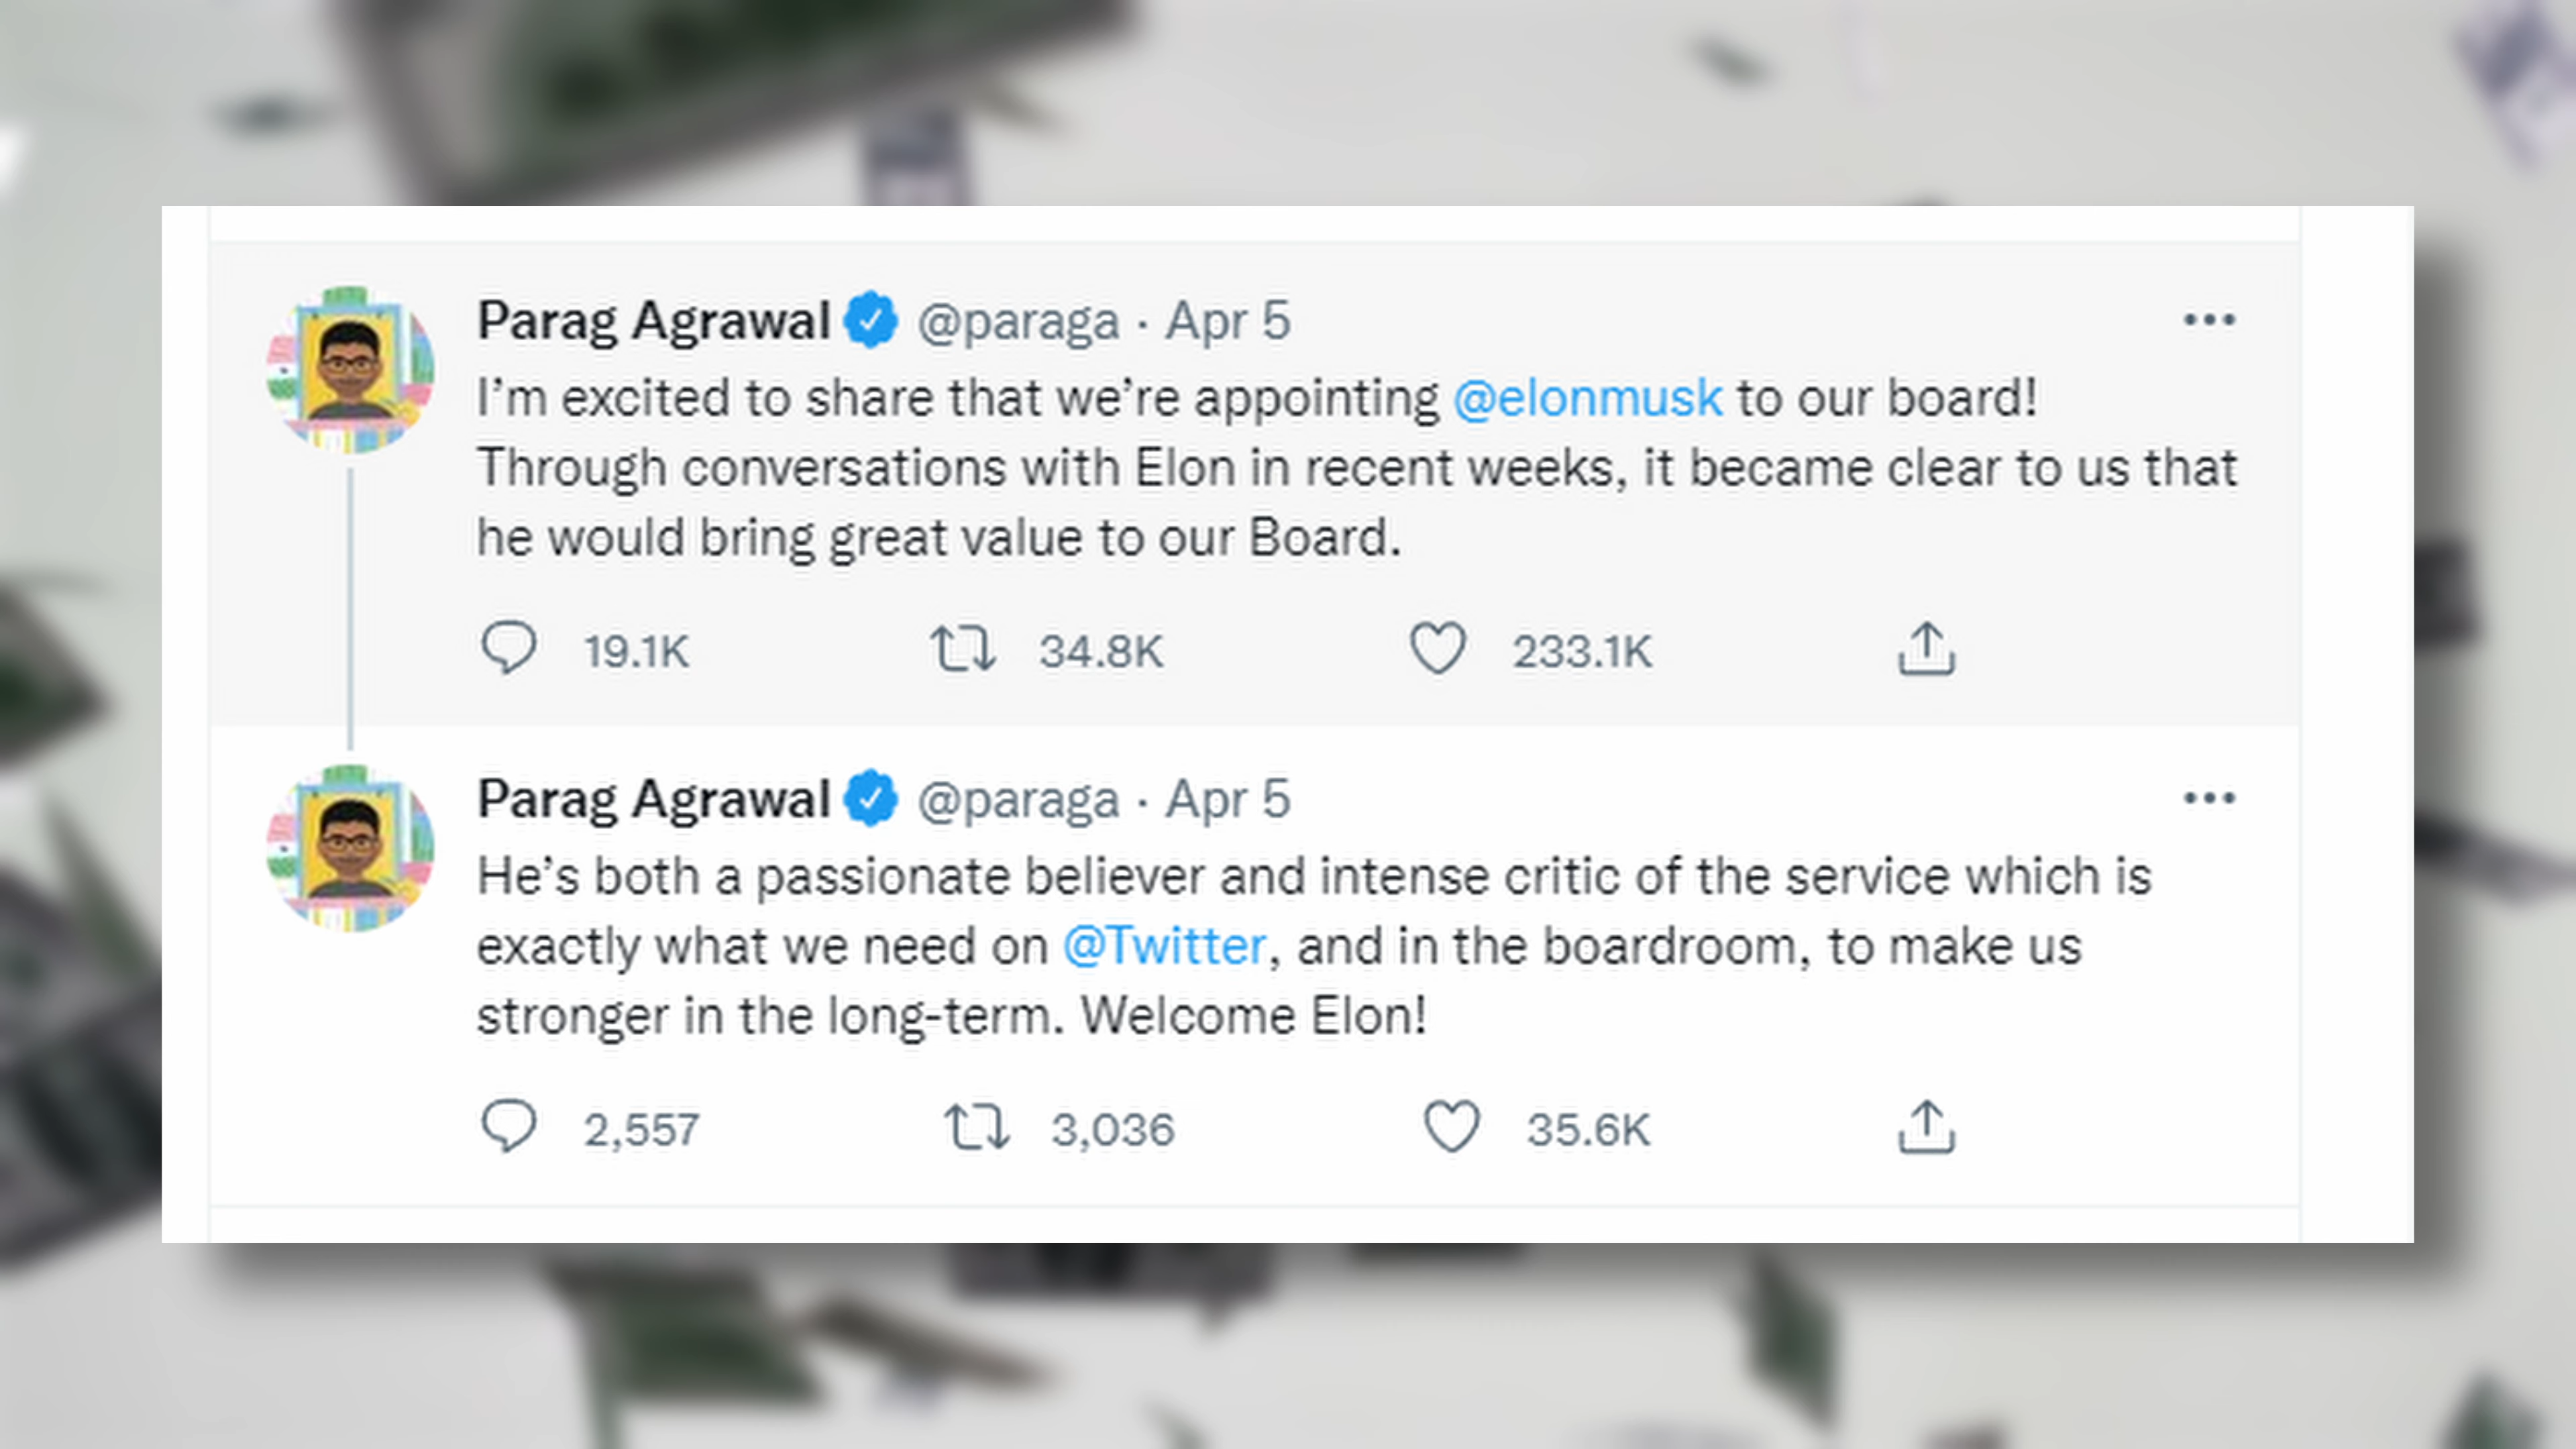 Parag Agrawal @paraga · Apr 5
I’m excited to share that we’re appointing @elonmusk to our board!
Through conversations with Elon in recent weeks, it became clear to us that
he would bring great value to our Board.
19.1K 34.8K 233.1K
Parag Agrawal @paraga · Apr 5
He’s both a passionate believer and intense critic of the service which is
exactly what we need on @Twitter, and in the boardroom, to make us
stronger in the long-term. Welcome Elon!
2,557 3,036 35.6K